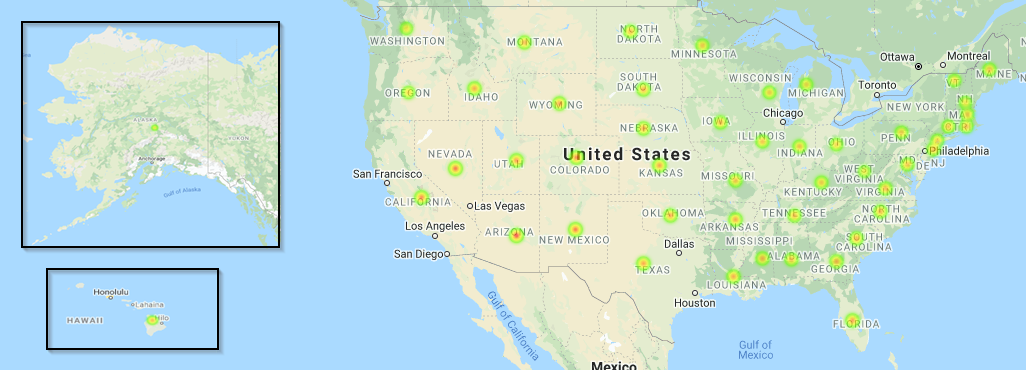 WASHINGTON
MONTANA
NORTH
DAKOTA
MINNESOTA
Ottawa
Montreal
MAINE
VT
NH
OREGON
IDAHO
WYOMING
SOUTH
DAKOTA
WISCONSIN
MICHIGAN
Toronto
NEW YORK
MA
CT
NEBRASKA
IOWA
Chicago
ILLINOIS
INDIANA
OHIO
PENN
Philadelphia
MD
DE
NJ
NEVADA
UTAH
COLORADO
United States
KANSAS
MISSOURI
WEST
VIRGINIA
KENTUCKY
VIRGINIA
San Francisco
CALIFORNIA
Las Vegas
Los Angeles
San Diego
ARIZONA
NEW MEXICO
OKLAHOMA
ARKANSAS
TENNESSEE
NORTH
CAROLINA
SOUTH
CAROLINA
Dallas
MISSISSIPPI
ALABAMA
GEORGIA
TEXAS
LOUISIANA
Houston
FLORIDA
Gulf of California
Gulf of
Mexico
Mexico
ALASKA
YUKON
Anchorage
Gulf of Alaska
Honolulu
Lahaina
HAWAII
Hilo